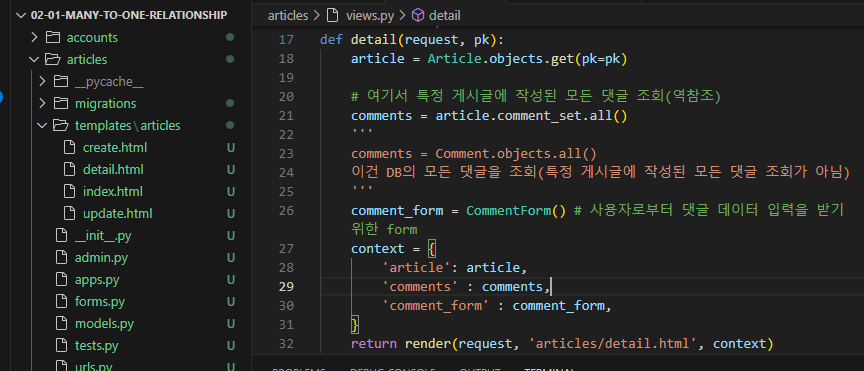 02-01-MANY-TO-ONE-RELATIONSHIP
accounts
articles
__pycache__
migrations
templates\articles
create.html U
detail.html U
index.html U
update.html U
__init__.py U
admin.py U
apps.py U
forms.py U
models.py U
tests.py U
urls.py U
articles > views.py > detail
17 def detail(request, pk):
18 article = Article.objects.get(pk=pk)
19
20 # 여기서 특정 게시글에 작성된 모든 댓글 조회(역참조)
21 comments = article.comment_set.all()
22 '''
23 comments = Comment.objects.all()
24 이건 DB의 모든 댓글을 조회(특정 게시글에 작성된 모든 댓글 조회가 아님)
25 '''
26 comment_form = CommentForm() # 사용자로부터 댓글 데이터 입력을 받기
위한 form
27 context = {
28 'article': article,
29 'comments' : comments,
30 'comment_form' : comment_form,
31 }
32 return render(request, 'articles/detail.html', context)
PROBLEMS DEBUG CONSOLE OUTPUT TERMINAL